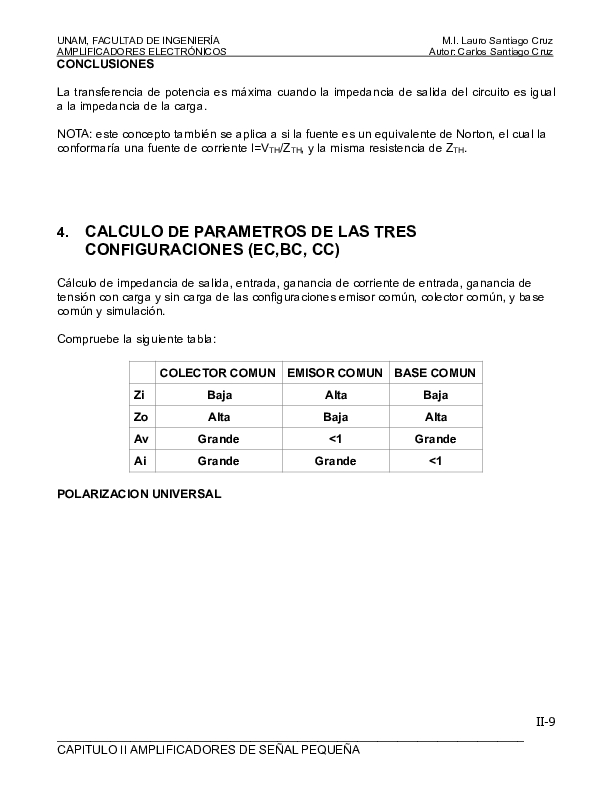 UNAM, FACULTAD DE INGENIERÍA M.I. Lauro Santiago Cruz
AMPLIFICADORES ELECTRÓNICOS Autor: Carlos Santiago Cruz
CONCLUSIONES
La transferencia de potencia es máxima cuando la impedancia de salida del circuito es igual
a la impedancia de la carga.
NOTA: este concepto también se aplica a si la fuente es un equivalente de Norton, el cual la
conformaría una fuente de corriente I=VTH/ZTH, y la misma resistencia de ZTH.
4. CALCULO DE PARAMETROS DE LAS TRES
CONFIGURACIONES (EC,BC, CC)
Cálculo de impedancia de salida, entrada, ganancia de corriente de entrada, ganancia de
tensión con carga y sin carga de las configuraciones emisor común, colector común, y base
común y simulación.
Compruebe la siguiente tabla:
COLECTOR COMUN EMISOR COMUN BASE COMUN
Zi Baja Alta Baja
Zo Alta Baja Alta
Av Grande <1 Grande
Ai Grande Grande <1
POLARIZACION UNIVERSAL
II-9
CAPITULO II AMPLIFICADORES DE SEÑAL PEQUEÑA